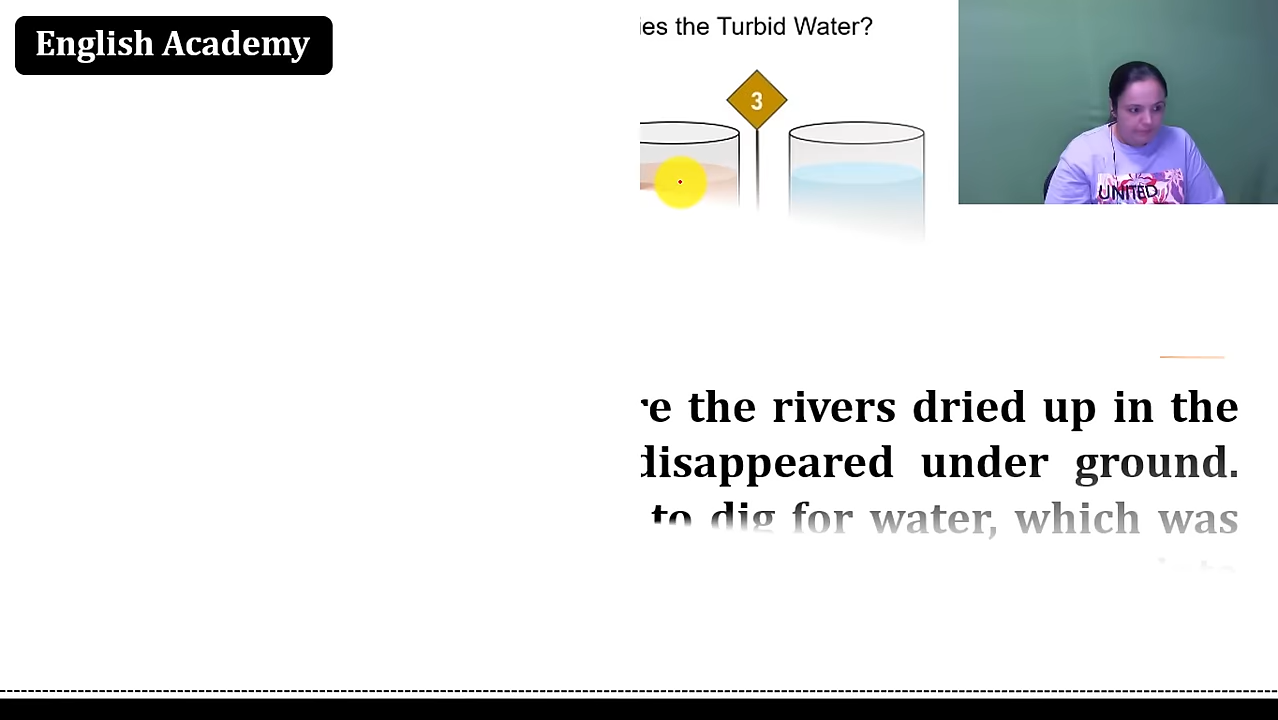 English Academy
ies the Turbid Water?
3
UNITED
the rivers dried up in the
disappeared under ground.
to dig for water, which was